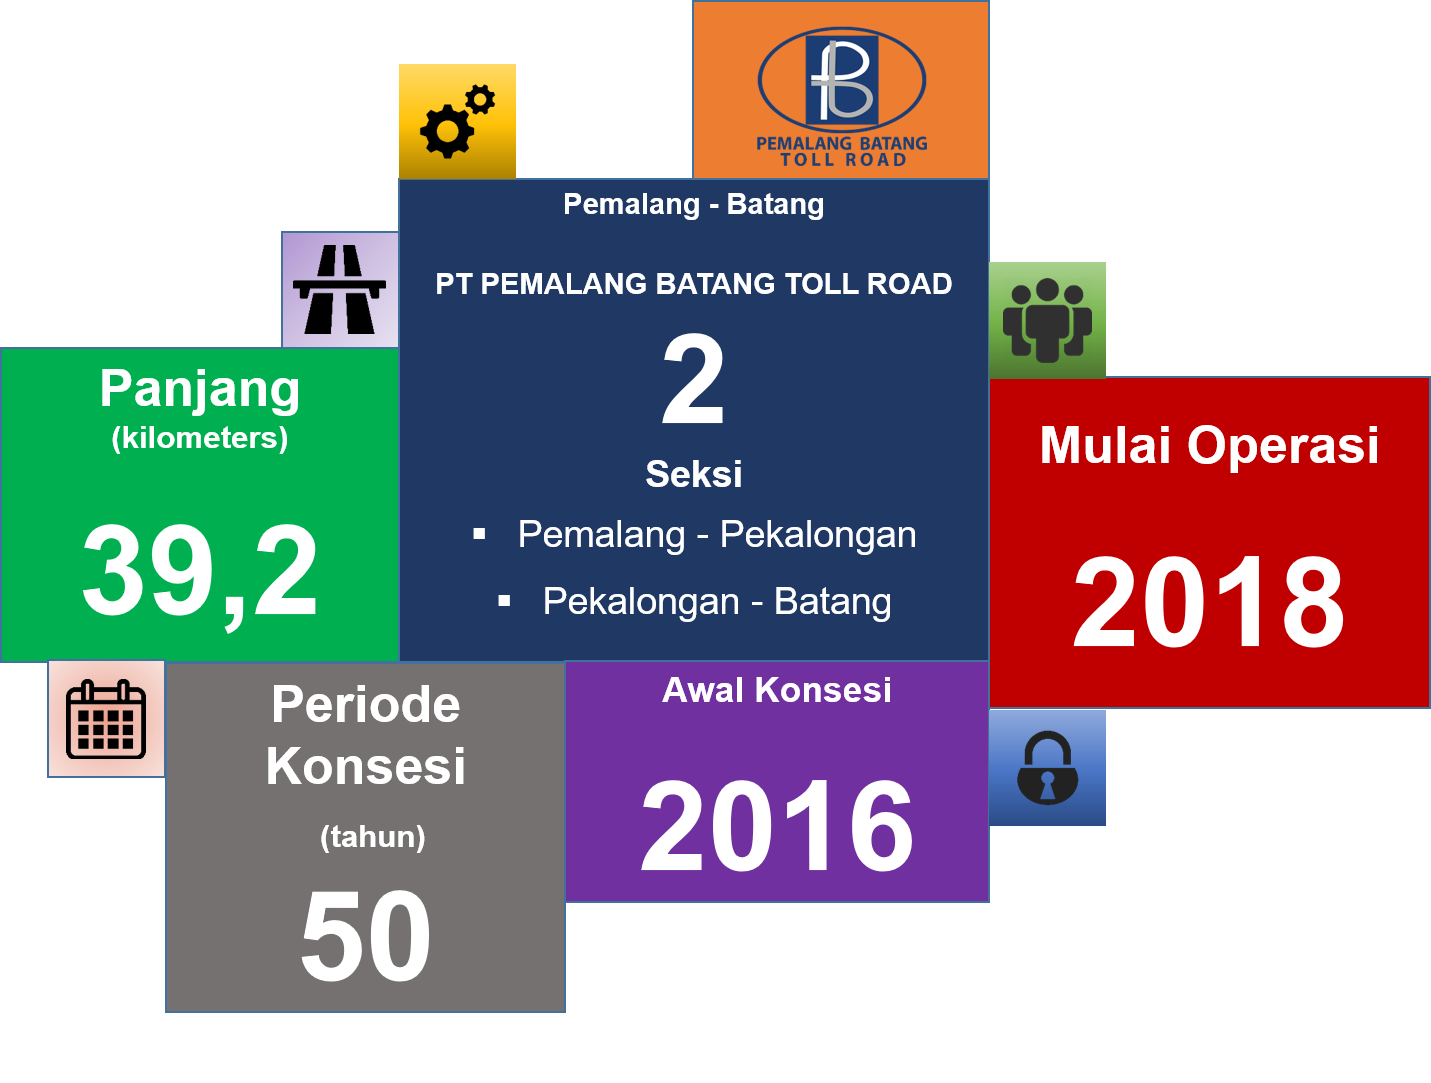 PEMALANG BATANG
TOLL ROAD
Pemalang - Batang
PT PEMALANG BATANG TOLL ROAD
2
Seksi
▪ Pemalang - Pekalongan
▪ Pekalongan - Batang
Panjang
(kilometers)
39,2
Mulai Operasi
2018
Periode
Konsesi
(tahun)
50
Awal Konsesi
2016